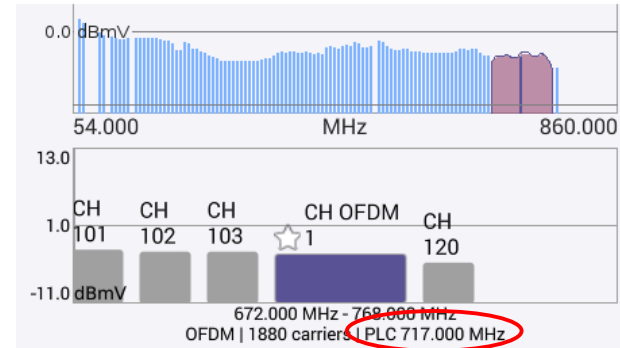 0.0 dBmV
54.000 MHz 860.000
13.0
CH CH CH CH OFDM CH
1.0 101 102 103 1 120
-11.0 dBmV
672.000 MHz - 768.000 MHz
OFDM | 1880 carriers | PLC 717.000 MHz